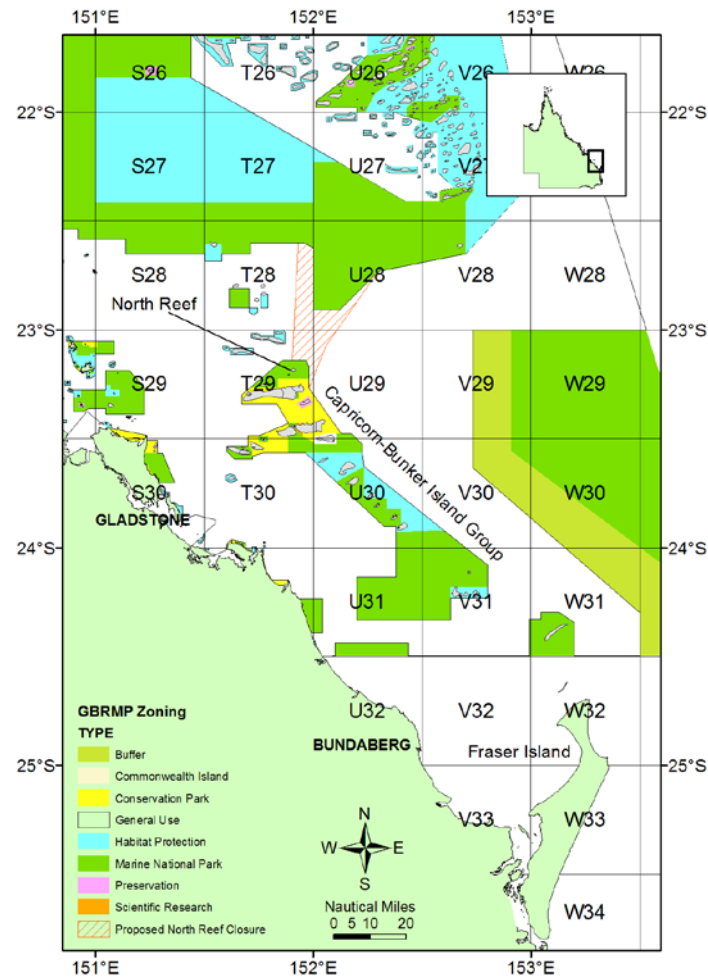 151°E 152°E 153°E
S26 T26 U26 V26 W26
22°S 22°S
S27 T27 U27 V27
S28 T28 U28 V28 W28
North Reef
23°S 23°S
S29 T29 U29 V29 W29
Capricorn-Bunker Island Group
S30 T30 U30 V30 W30
GLADSTONE
24°S 24°S
U31 V31 W31
U32 V32 W32
GBRMP Zoning
TYPE
BUNDABERG
Fraser Island
25°S 25°S
Buffer
Commonwealth Island
Conservation Park
General Use
Habitat Protection
Marine National Park
Preservation
Scientific Research
Proposed North Reef Closure
V33 W33
N
W E
S
Nautical Miles
0 5 10 20
W34
151°E 152°E 153°E